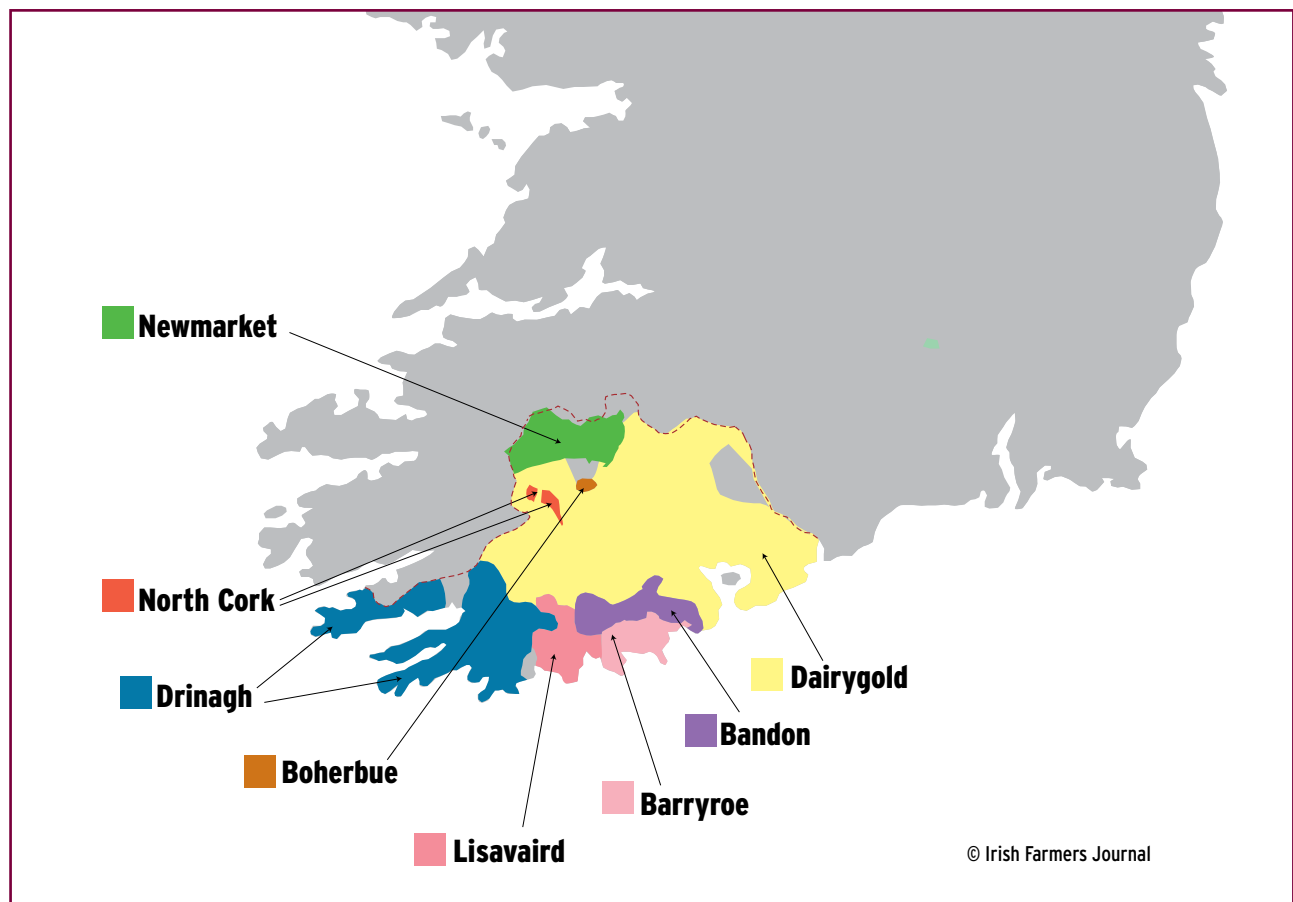 Newmarket
North Cork
Drinagh
Dairygold
Bandon
Boherbue
Barryroe
Lisavaird
© Irish Farmers Journal